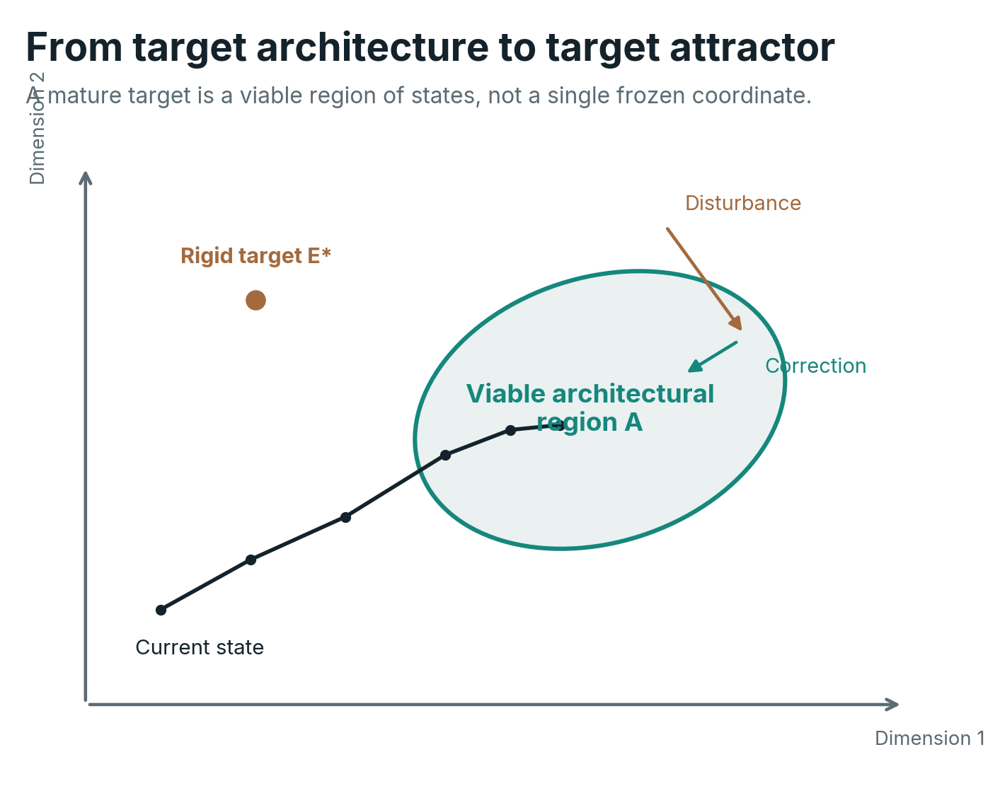 From target architecture to target attractor
A mature target is a viable region of states, not a single frozen coordinate.
Dimension 2
Disturbance
Rigid target E*
Correction
Viable architectural
region A
Current state
Dimension 1